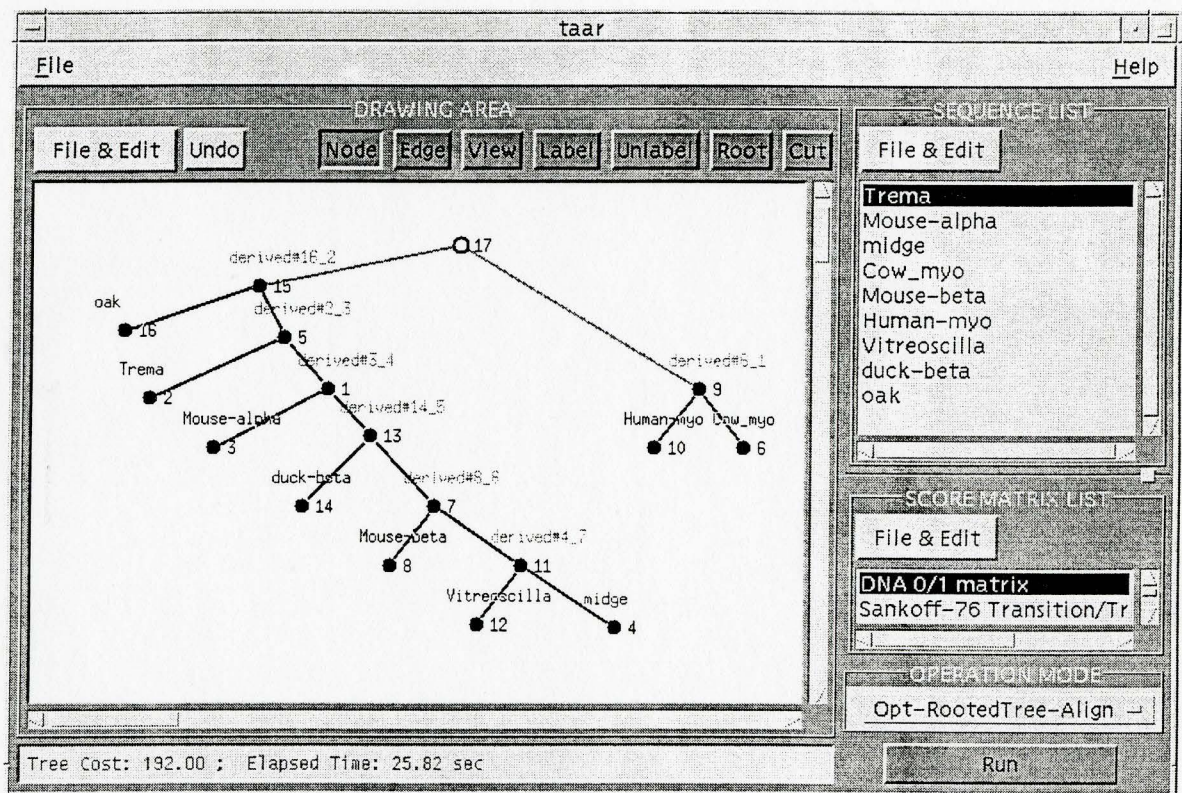 taar
File Help
DRAWING AREA
File & Edit Undo Node Edge View Label Unlabel Root Cut
17
derived#16_2
15
oak
16
derived#2_3
5
Trema
2
derived#3_4
1
Mouse-alpha
3
derived#14_5
13
duck-beta
14
derived#8_6
7
Mouse-beta
8
derived#4_7
11
Vitreoscilla
12
midge
4
derived#6_1
9
Human-myo
10
Cow_myo
6
SEQUENCE LIST
File & Edit
Trema
Mouse-alpha
midge
Cow_myo
Mouse-beta
Human-myo
Vitreoscilla
duck-beta
oak
SCORE MATRIX LIST
File & Edit
DNA 0/1 matrix
Sankoff-76 Transition/Tr
OPERATION MODE
Opt-RootedTree-Align
Run
Tree Cost: 192.00 ; Elapsed Time: 25.82 sec